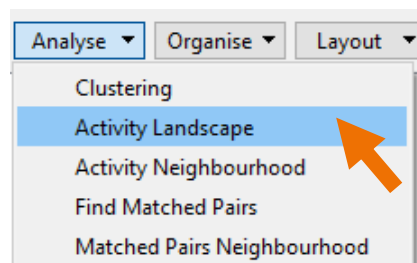 Analyse Organise Layout
Clustering
Activity Landscape
Activity Neighbourhood
Find Matched Pairs
Matched Pairs Neighbourhood